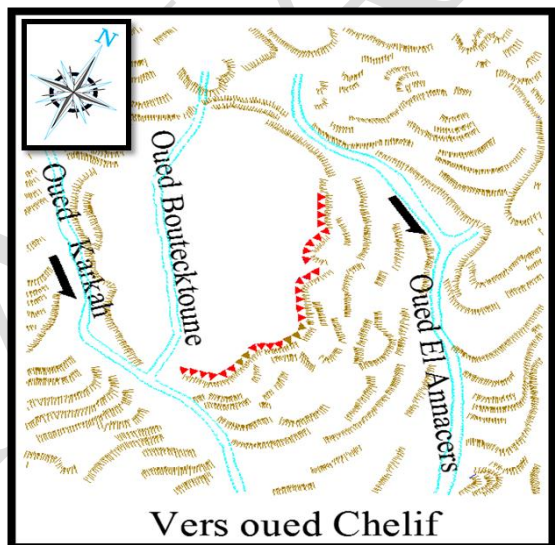 N
Oued Karkah
Oued Boutecktoune
Oued El Annacers
Vers oued Chelif